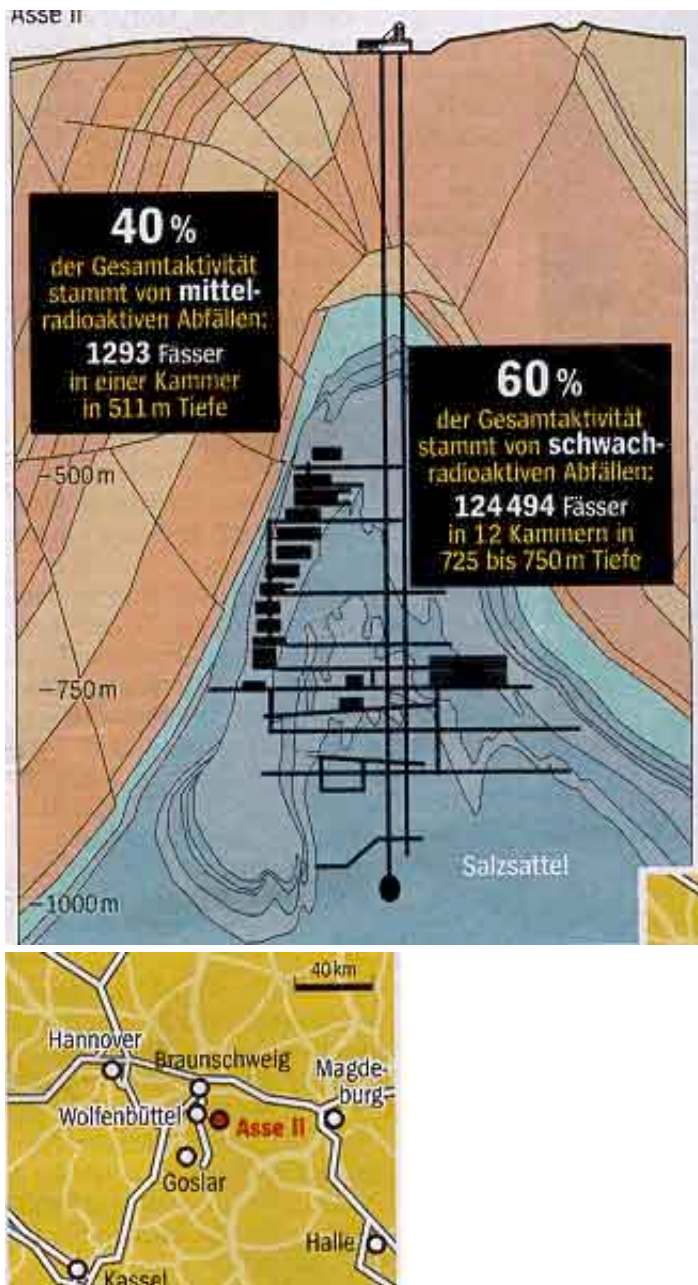 Asse II
40%
der Gesamtaktivität
stammt von mittel-
radioaktiven Abfällen:
1293 Fässer
in einer Kammer
in 511 m Tiefe
60%
der Gesamtaktivität
stammt von schwach-
radioaktiven Abfällen:
124 494 Fässer
in 12 Kammern in
725 bis 750 m Tiefe
–500 m
–750 m
Salzsattel
–1000 m
40 km
Hannover
Braunschweig
Magde-
burg
Wolfenbüttel
Asse II
Goslar
Halle
Kassel